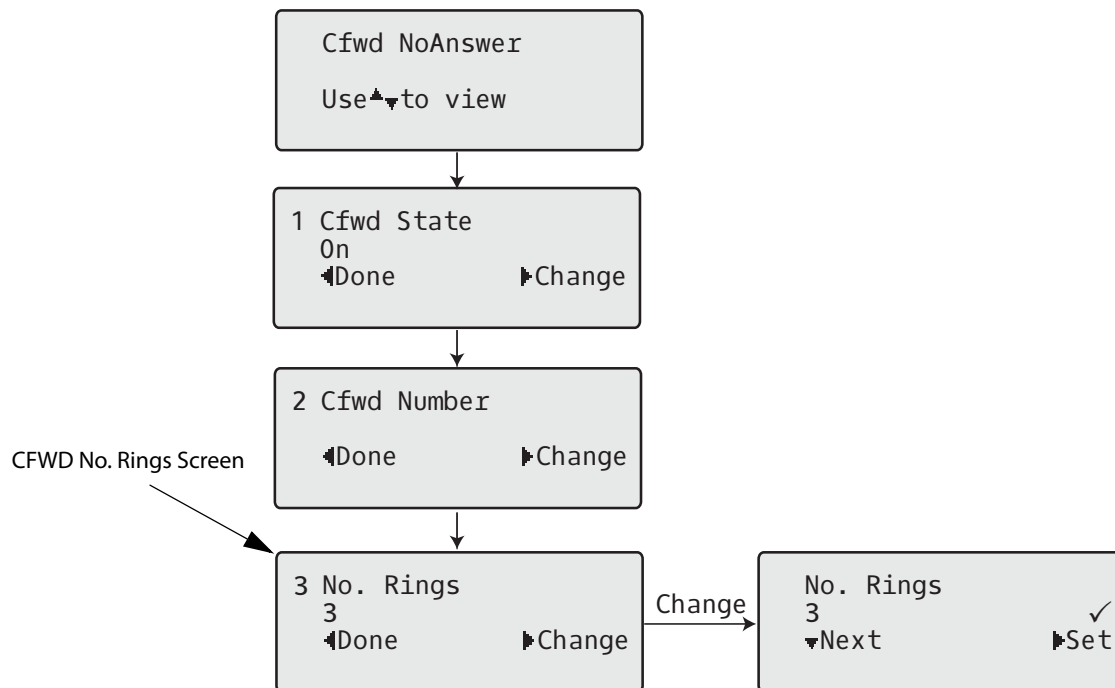 Cfwd NoAnswer
Use▲▼to view
1 Cfwd State
On
◀Done ▶Change
2 Cfwd Number
◀Done ▶Change
CFWD No. Rings Screen
3 No. Rings
3
◀Done ▶Change
Change
No. Rings
3 ✓
▼Next ▶Set